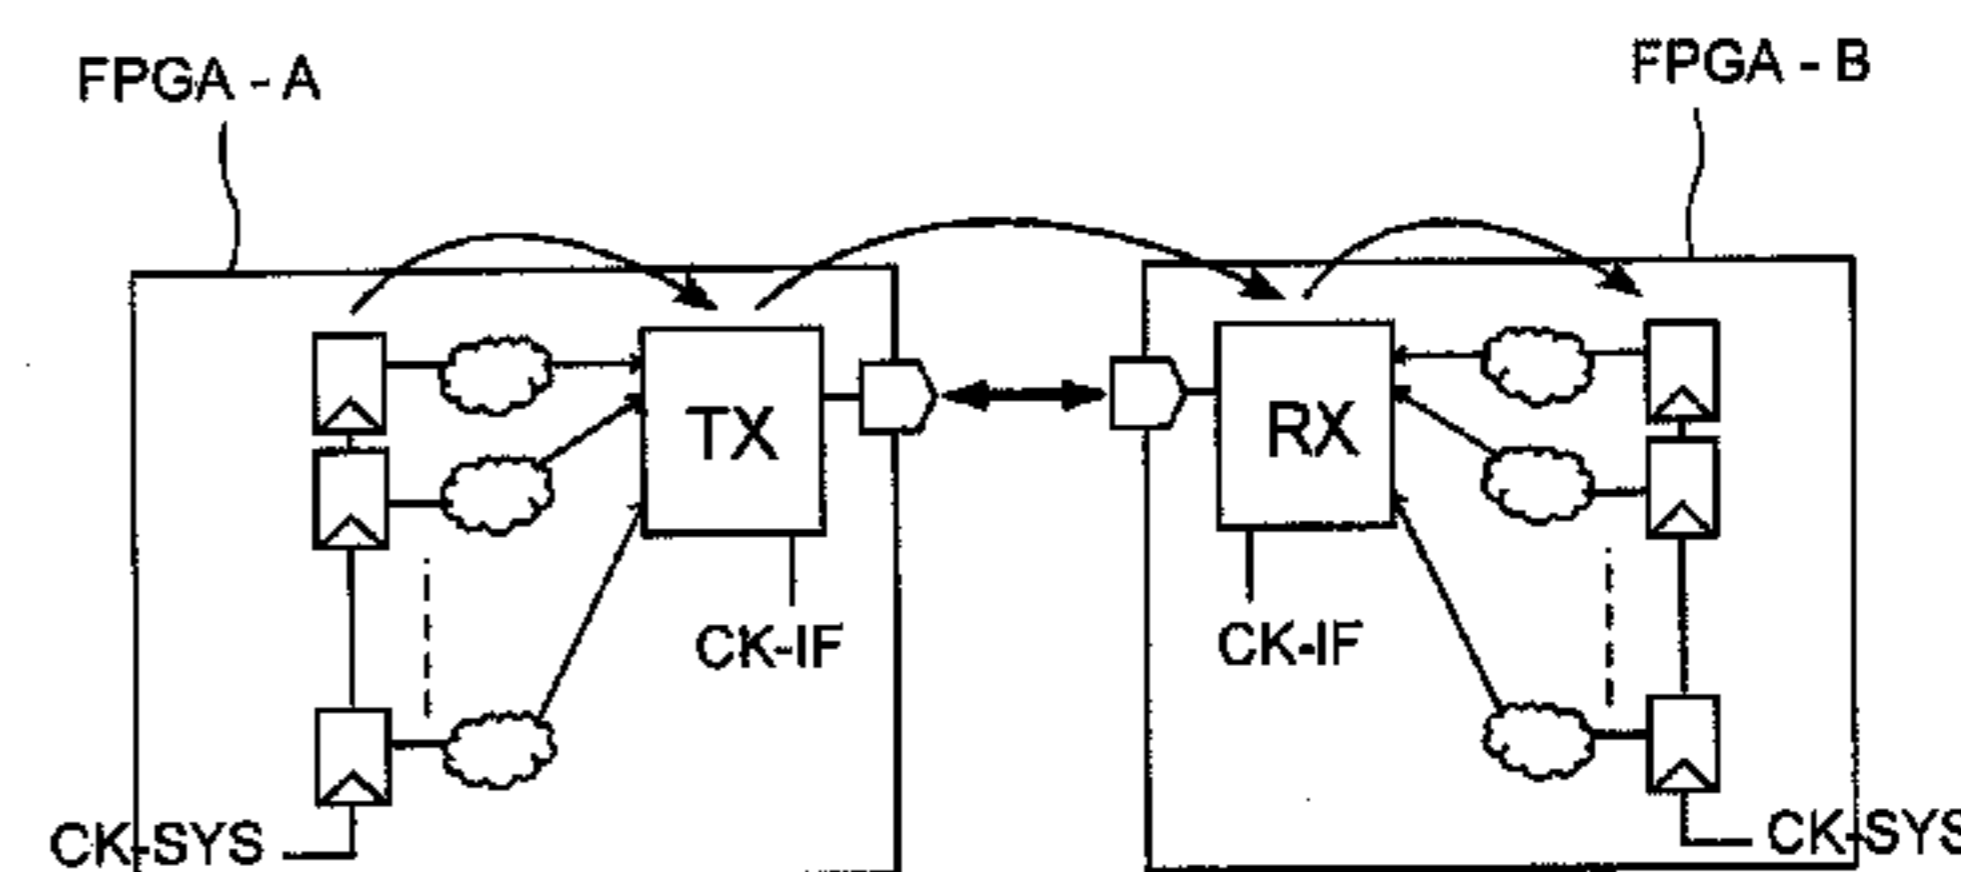 FPGA - A
FPGA - B
TX
RX
CK-IF
CK-IF
CK-SYS
CK-SYS